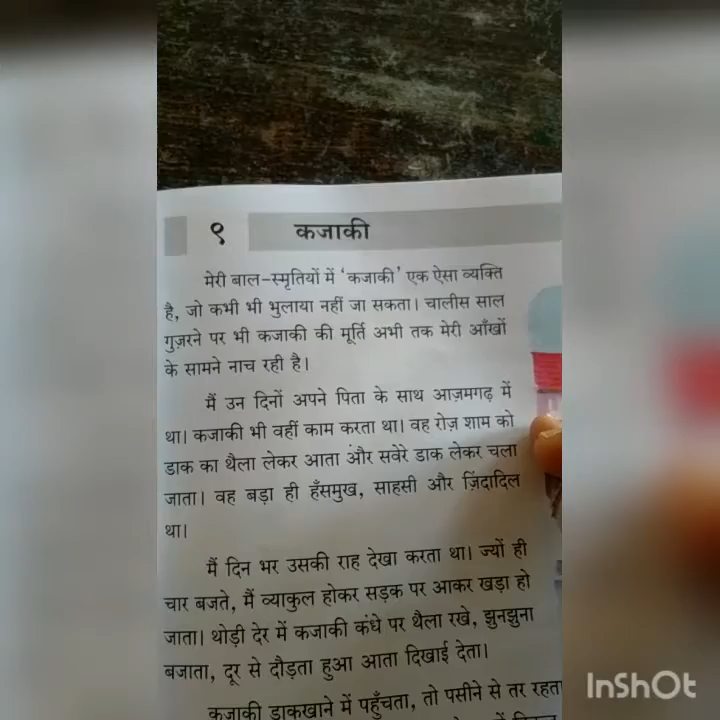 ९ कजाकी
मेरी बाल-स्मृतियों में 'कजाकी' एक ऐसा व्यक्ति
है, जो कभी भी भुलाया नहीं जा सकता। चालीस साल
गुज़रने पर भी कजाकी की मूर्ति अभी तक मेरी आँखों
के सामने नाच रही है।
मैं उन दिनों अपने पिता के साथ आज़मगढ़ में
था। कजाकी भी वहीं काम करता था। वह रोज़ शाम को
डाक का थैला लेकर आता और सवेरे डाक लेकर चला
जाता। वह बड़ा ही हँसमुख, साहसी और ज़िंदादिल
था।
मैं दिन भर उसकी राह देखा करता था। ज्यों ही
चार बजते, मैं व्याकुल होकर सड़क पर आकर खड़ा हो
जाता। थोड़ी देर में कजाकी कंधे पर थैला रखे, झुनझुना
बजाता, दूर से दौड़ता हुआ आता दिखाई देता।
कजाकी डाकखाने में पहुँचता, तो पसीने से तर रहता
InShOt